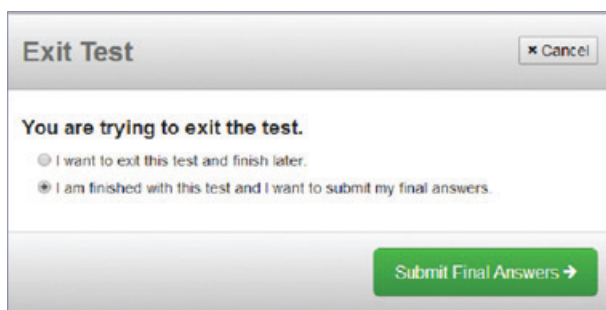 Exit Test
× Cancel
You are trying to exit the test.
I want to exit this test and finish later.
I am finished with this test and I want to submit my final answers.
Submit Final Answers →